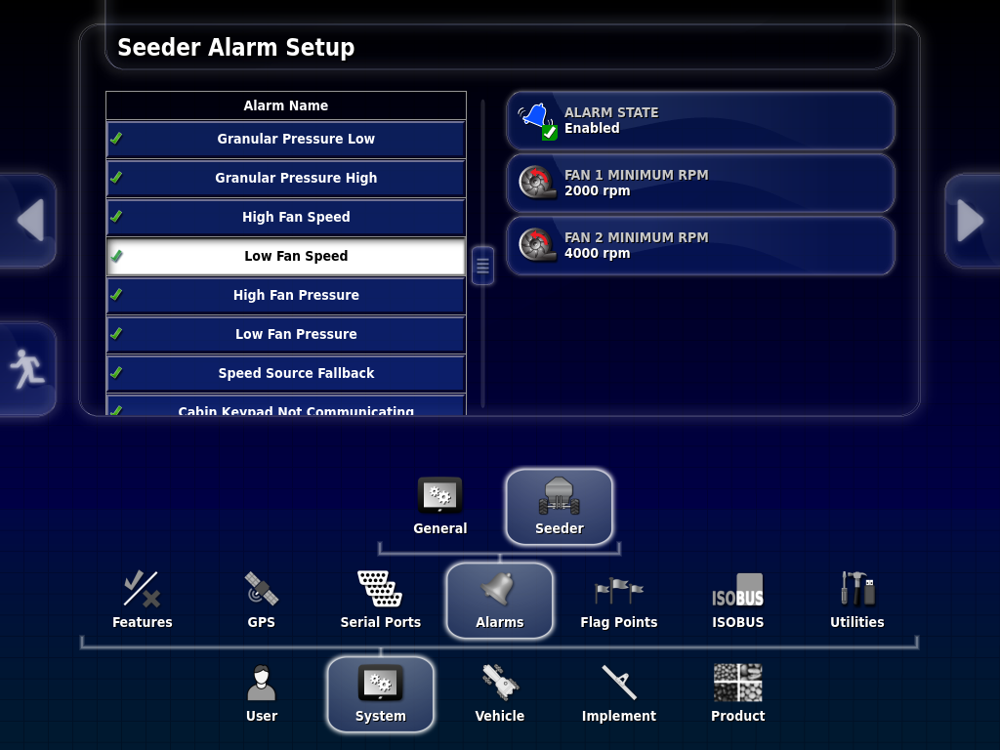 Seeder Alarm Setup
Alarm Name
Granular Pressure Low
Granular Pressure High
High Fan Speed
Low Fan Speed
High Fan Pressure
Low Fan Pressure
Speed Source Fallback
Cabin Keypad Not Communicating
ALARM STATE
Enabled
FAN 1 MINIMUM RPM
2000 rpm
FAN 2 MINIMUM RPM
4000 rpm
General
Seeder
Features
GPS
Serial Ports
Alarms
Flag Points
ISOBUS
ISOBUS
Utilities
User
System
Vehicle
Implement
Product